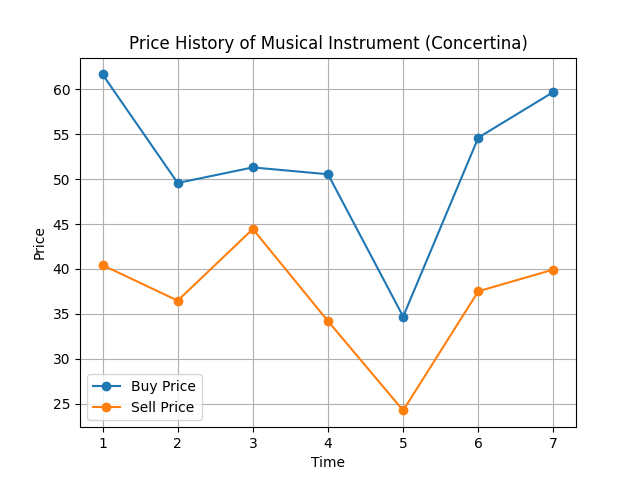 Price History of Musical Instrument (Concertina)
Price
60
55
50
45
40
35
30
25
Buy Price
Sell Price
1 2 3 4 5 6 7
Time